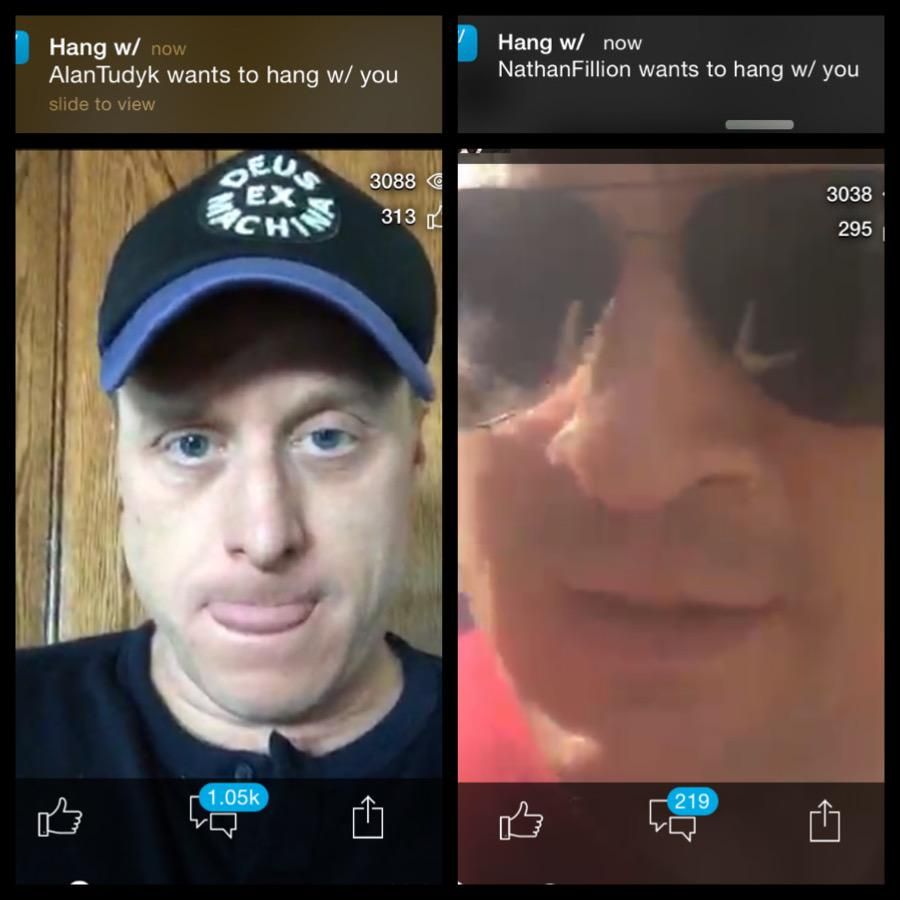 Hang w/ now
AlanTudyk wants to hang w/ you
slide to view
DEUS
EX
MACHINA
3088
313
1.05k
Hang w/ now
NathanFillion wants to hang w/ you
3038
295
219